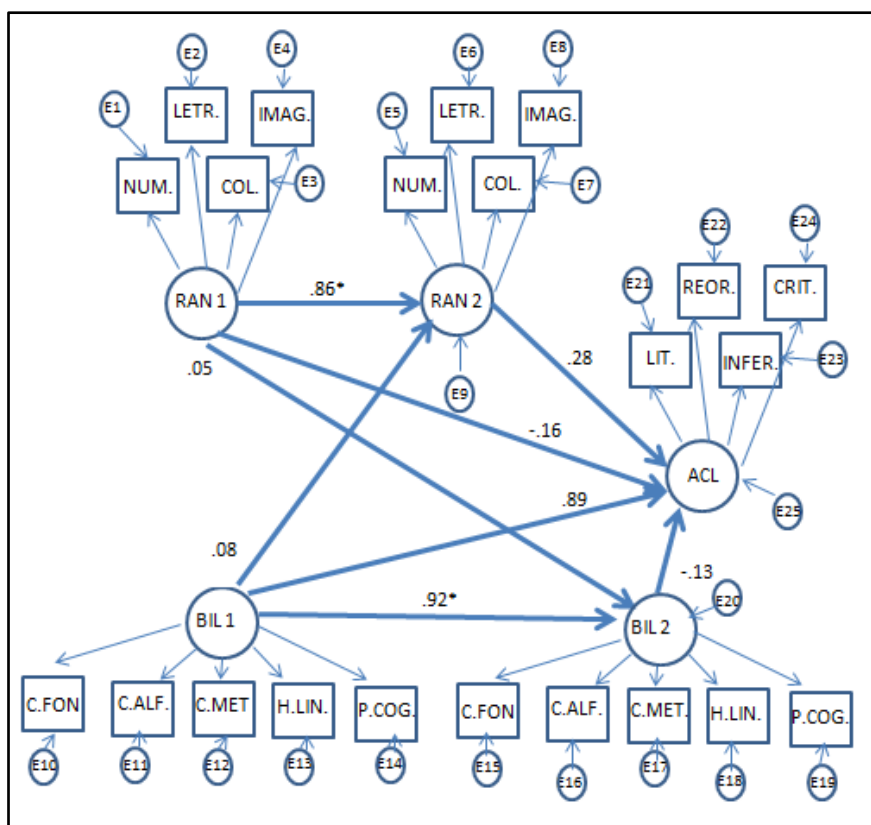 E2
E4
E1
LETR.
IMAG.
NUM.
COL.
E3
E6
E8
E5
LETR.
IMAG.
NUM.
COL.
E7
RAN 1
.86*
RAN 2
E9
E22
E24
E21
REOR.
CRIT.
LIT.
INFER.
E23
.05
.28
-.16
ACL
E25
.89
.08
-.13
BIL 1
.92*
BIL 2
E20
C.FON
C.ALF.
C.MET
H.LIN.
P.COG.
E10
E11
E12
E13
E14
C.FON
C.ALF.
C.MET.
H.LIN.
P.COG.
E15
E16
E17
E18
E19